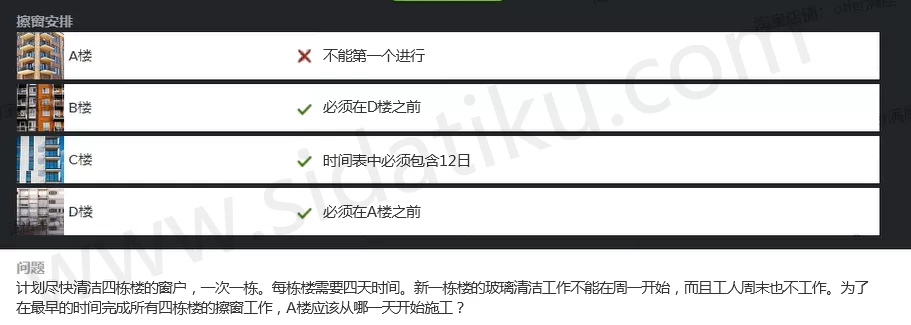 擦窗安排
A楼 不能第一个进行
B楼 必须在D楼之前
C楼 时间表中必须包含12日
D楼 必须在A楼之前
问题
计划尽快清洁四栋楼的窗户，一次一栋。每栋楼需要四天时间。新一栋楼的玻璃清洁工作不能在周一开始，而且工人周末也不工作。为了
在最早的时间完成所有四栋楼的擦窗工作，A楼应该从哪一天开始施工？
www.sidatiku.com